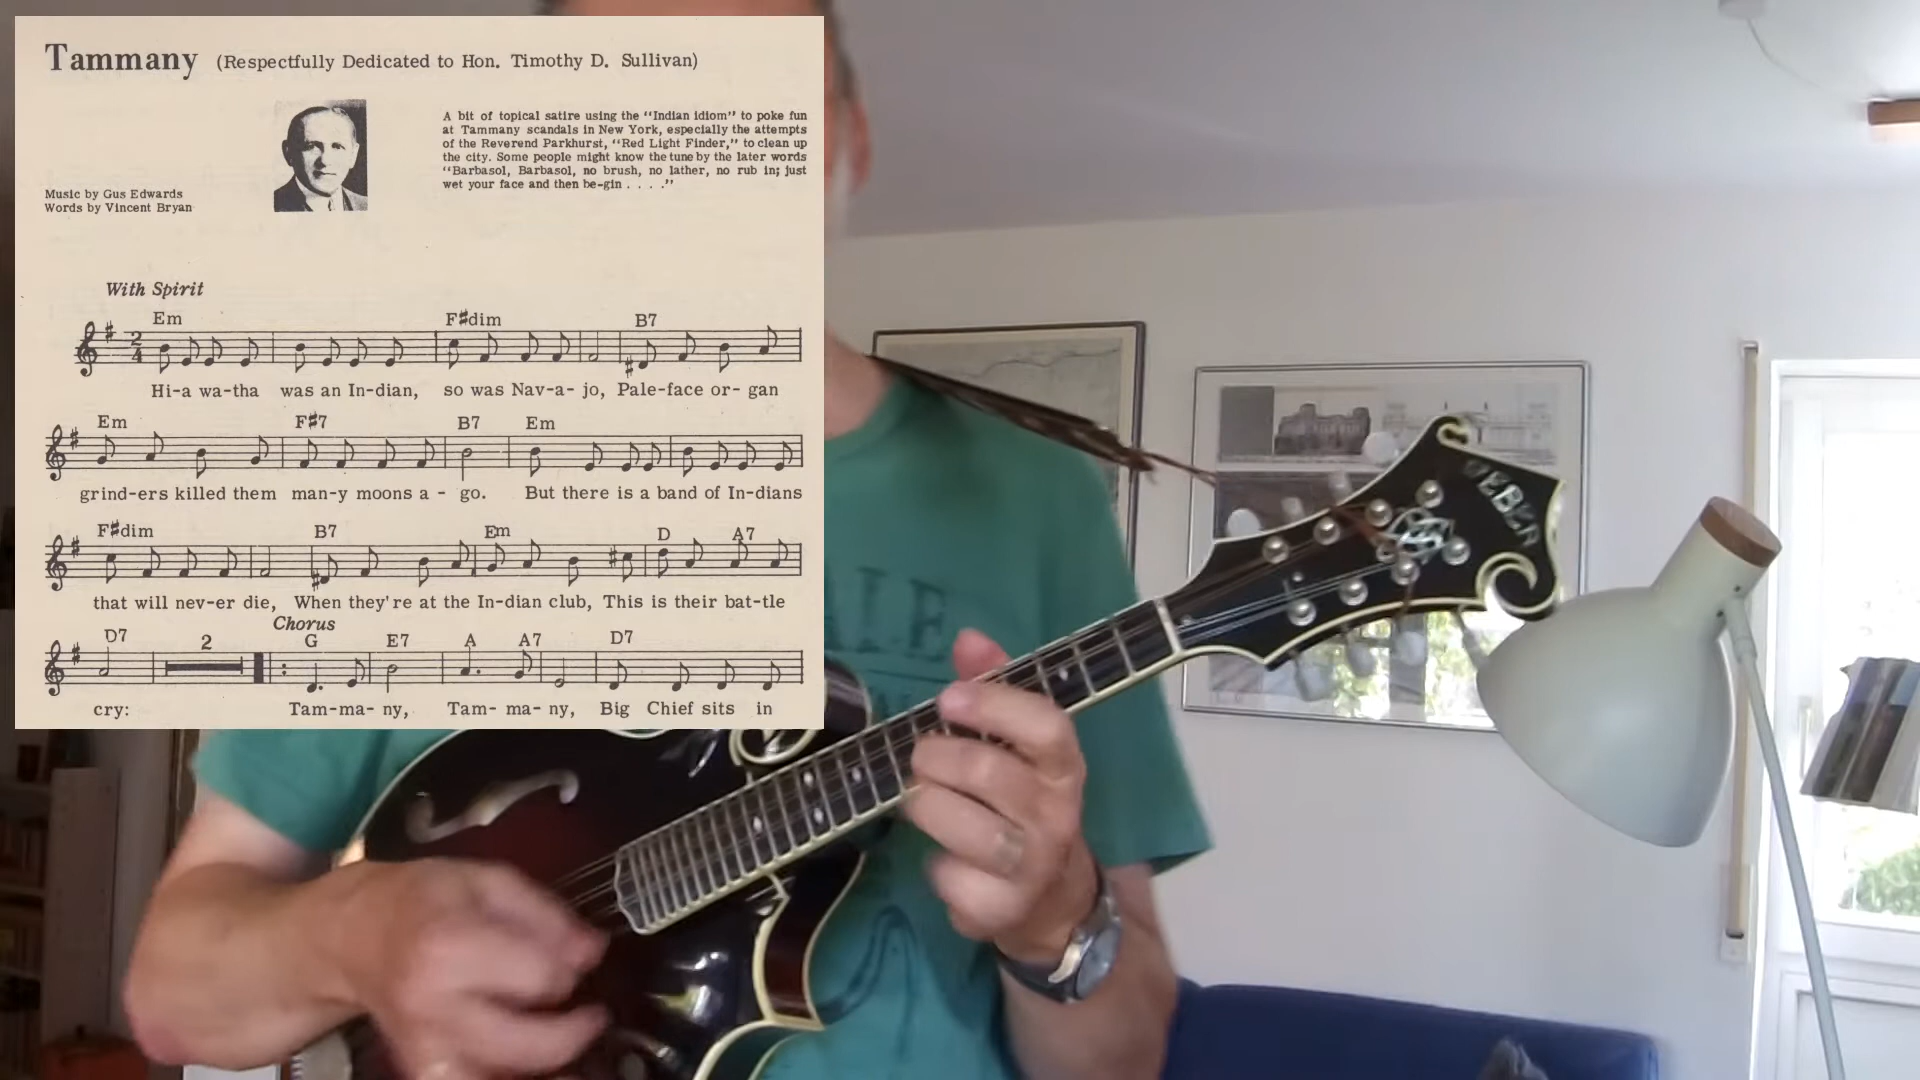 Tammany (Respectfully Dedicated to Hon. Timothy D. Sullivan)
A bit of topical satire using the "Indian idiom" to poke fun
at Tammany scandals in New York, especially the attempts
of the Reverend Parkhurst, "Red Light Finder," to clean up
the city. Some people might know the tune by the later words
"Barbasol, Barbasol, no brush, no lather, no rub in; just
wet your face and then be-gin . . . ."
Music by Gus Edwards
Words by Vincent Bryan
With Spirit
Em F#dim B7
2
4
Hi-a wa-tha was an In-dian, so was Nav-a- jo, Pale-face or- gan
Em F#7 B7 Em
grind-ers killed them man-y moons a - go. But there is a band of In-dians
F#dim B7 Em D A7
that will nev-er die, When they're at the In-dian club, This is their bat-tle
Chorus
D7 2 G E7 A A7 D7
cry: Tam-ma- ny, Tam- ma- ny, Big Chief sits in
WEBER